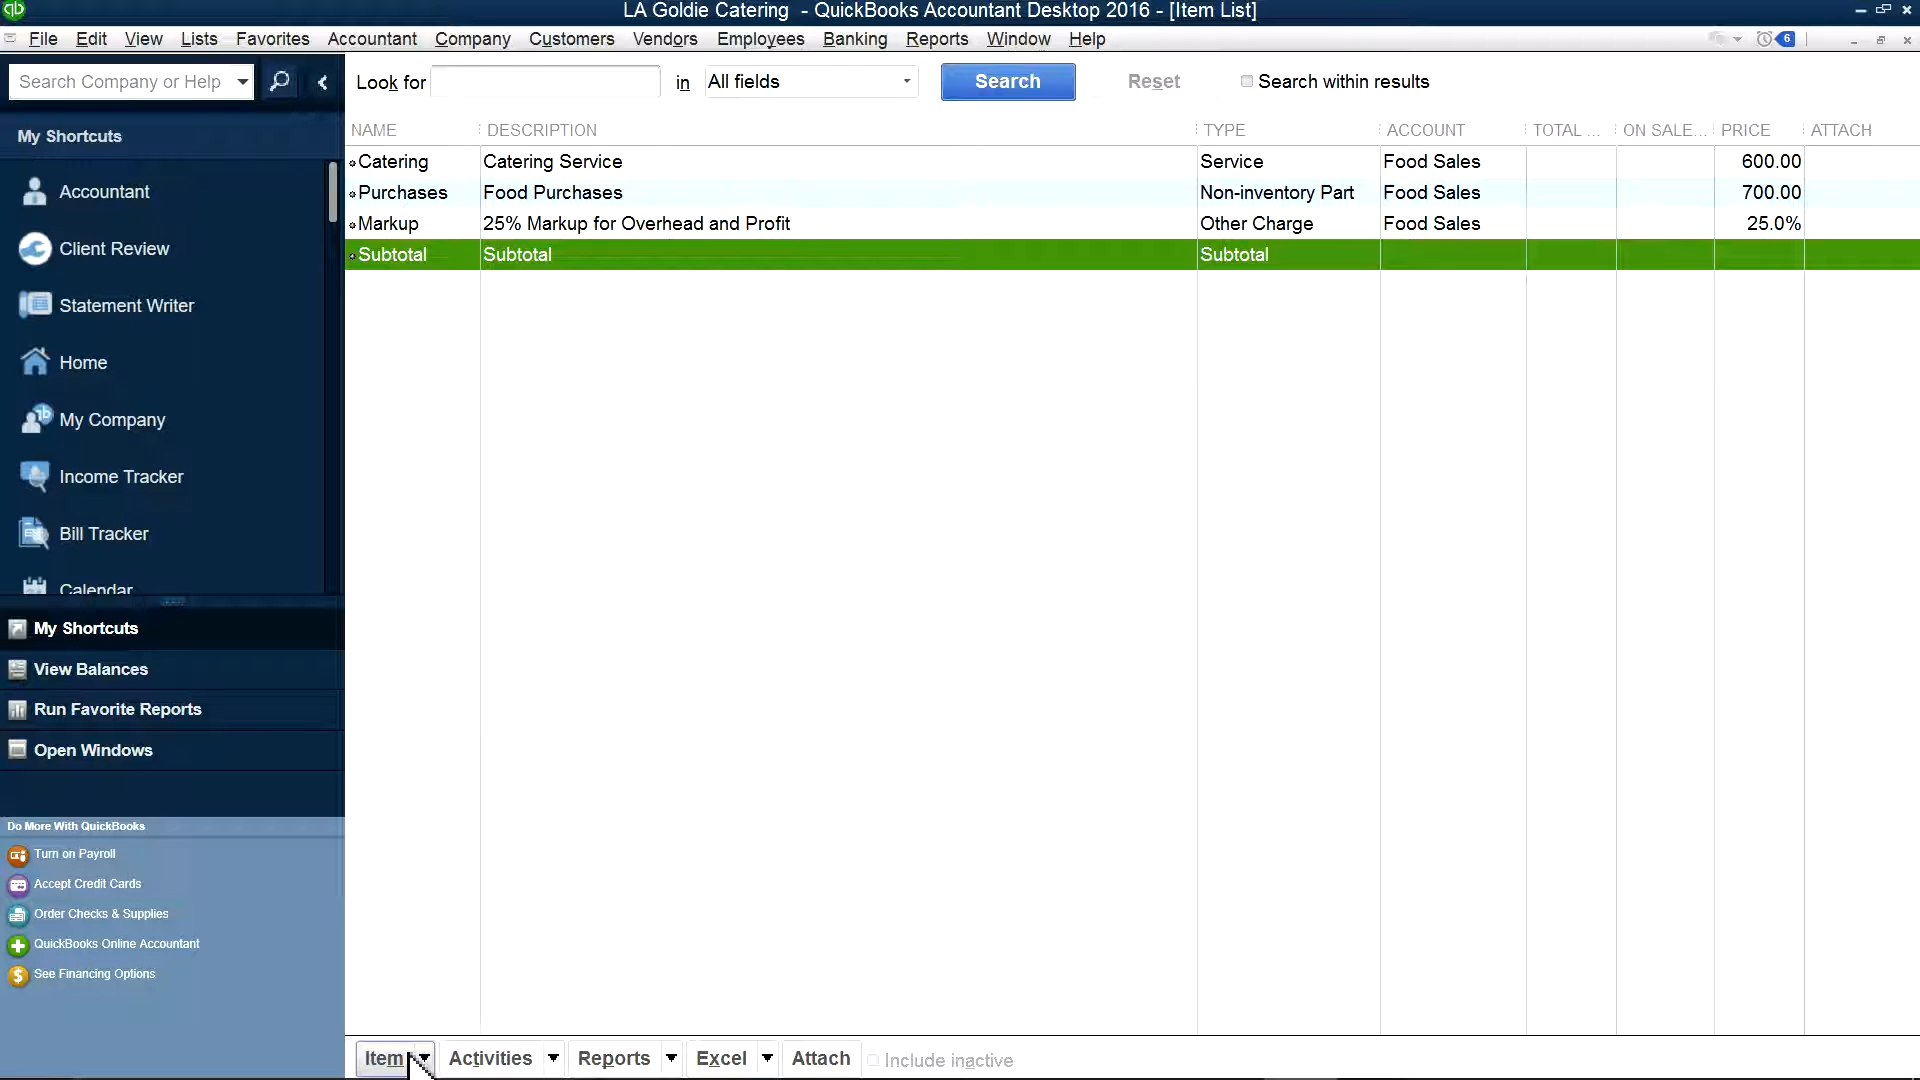 LA Goldie Catering - QuickBooks Accountant Desktop 2016 - [Item List]
File Edit View Lists Favorites Accountant Company Customers Vendors Employees Banking Reports Window Help 6
Search Company or Help
Look for in All fields Search Reset Search within results
My Shortcuts
Accountant
Client Review
Statement Writer
Home
My Company
Income Tracker
Bill Tracker
Calendar
My Shortcuts
View Balances
Run Favorite Reports
Open Windows
Do More With QuickBooks
Turn on Payroll
Accept Credit Cards
Order Checks & Supplies
QuickBooks Online Accountant
See Financing Options
NAME DESCRIPTION TYPE ACCOUNT TOTAL ... ON SALE... PRICE ATTACH
Catering Catering Service Service Food Sales 600.00
Purchases Food Purchases Non-inventory Part Food Sales 700.00
Markup 25% Markup for Overhead and Profit Other Charge Food Sales 25.0%
Subtotal Subtotal Subtotal
Item Activities Reports Excel Attach Include inactive